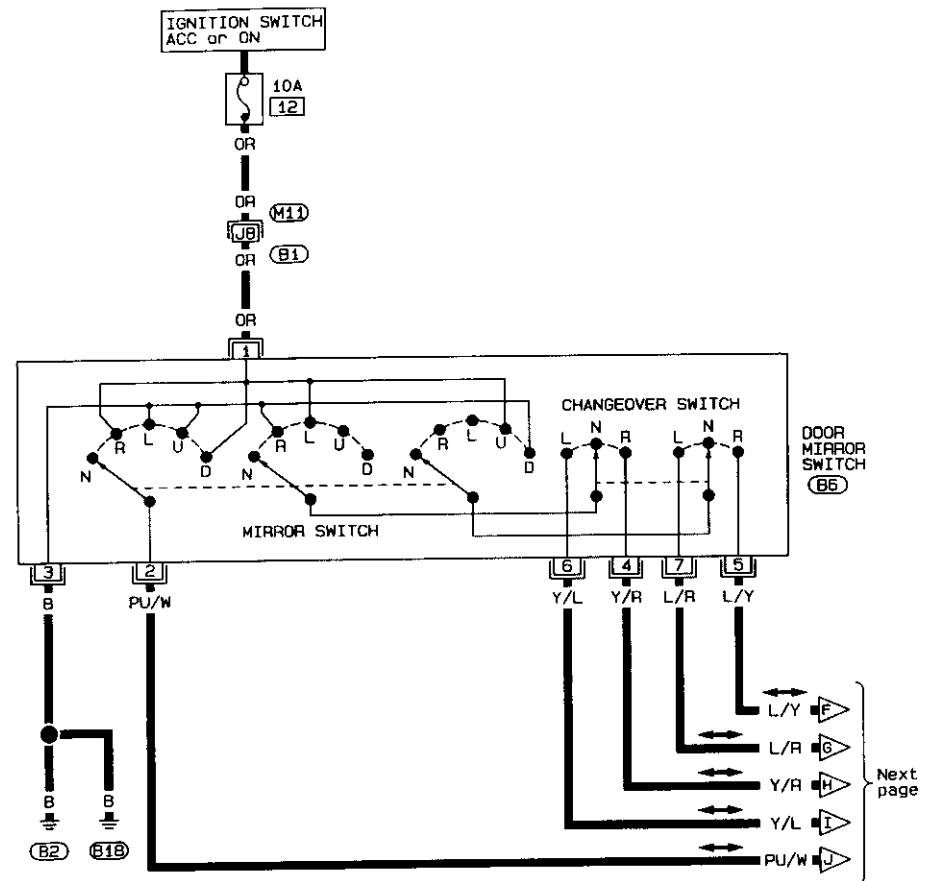 IGNITION SWITCH
ACC or ON
10A
12
OR
OR
M11
J8
B1
OR
OR
1
CHANGEOVER SWITCH
R L U D N
R L U D N
R L U D N
L N R
L N R
DOOR
MIRROR
SWITCH
B6
MIRROR SWITCH
3 2 6 4 7 5
B PU/W Y/L Y/R L/R L/Y
L/Y F
L/R G
Y/R H
Y/L I
PU/W J
Next
page
B B
B2 B18